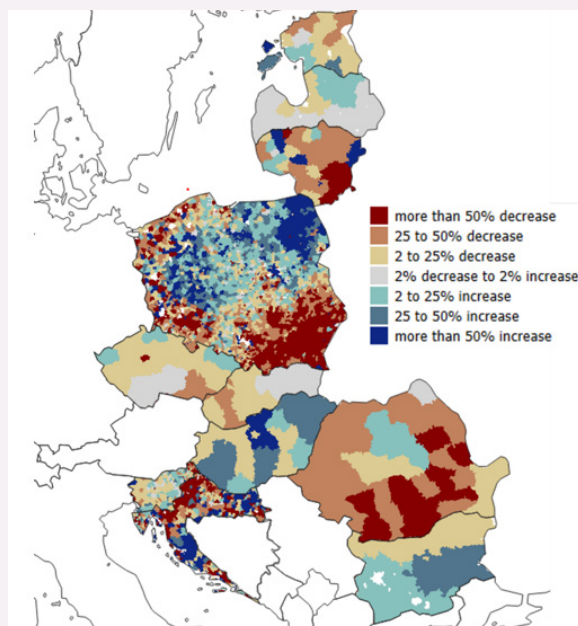 more than 50% decrease
25 to 50% decrease
2 to 25% decrease
2% decrease to 2% increase
2 to 25% increase
25 to 50% increase
more than 50% increase